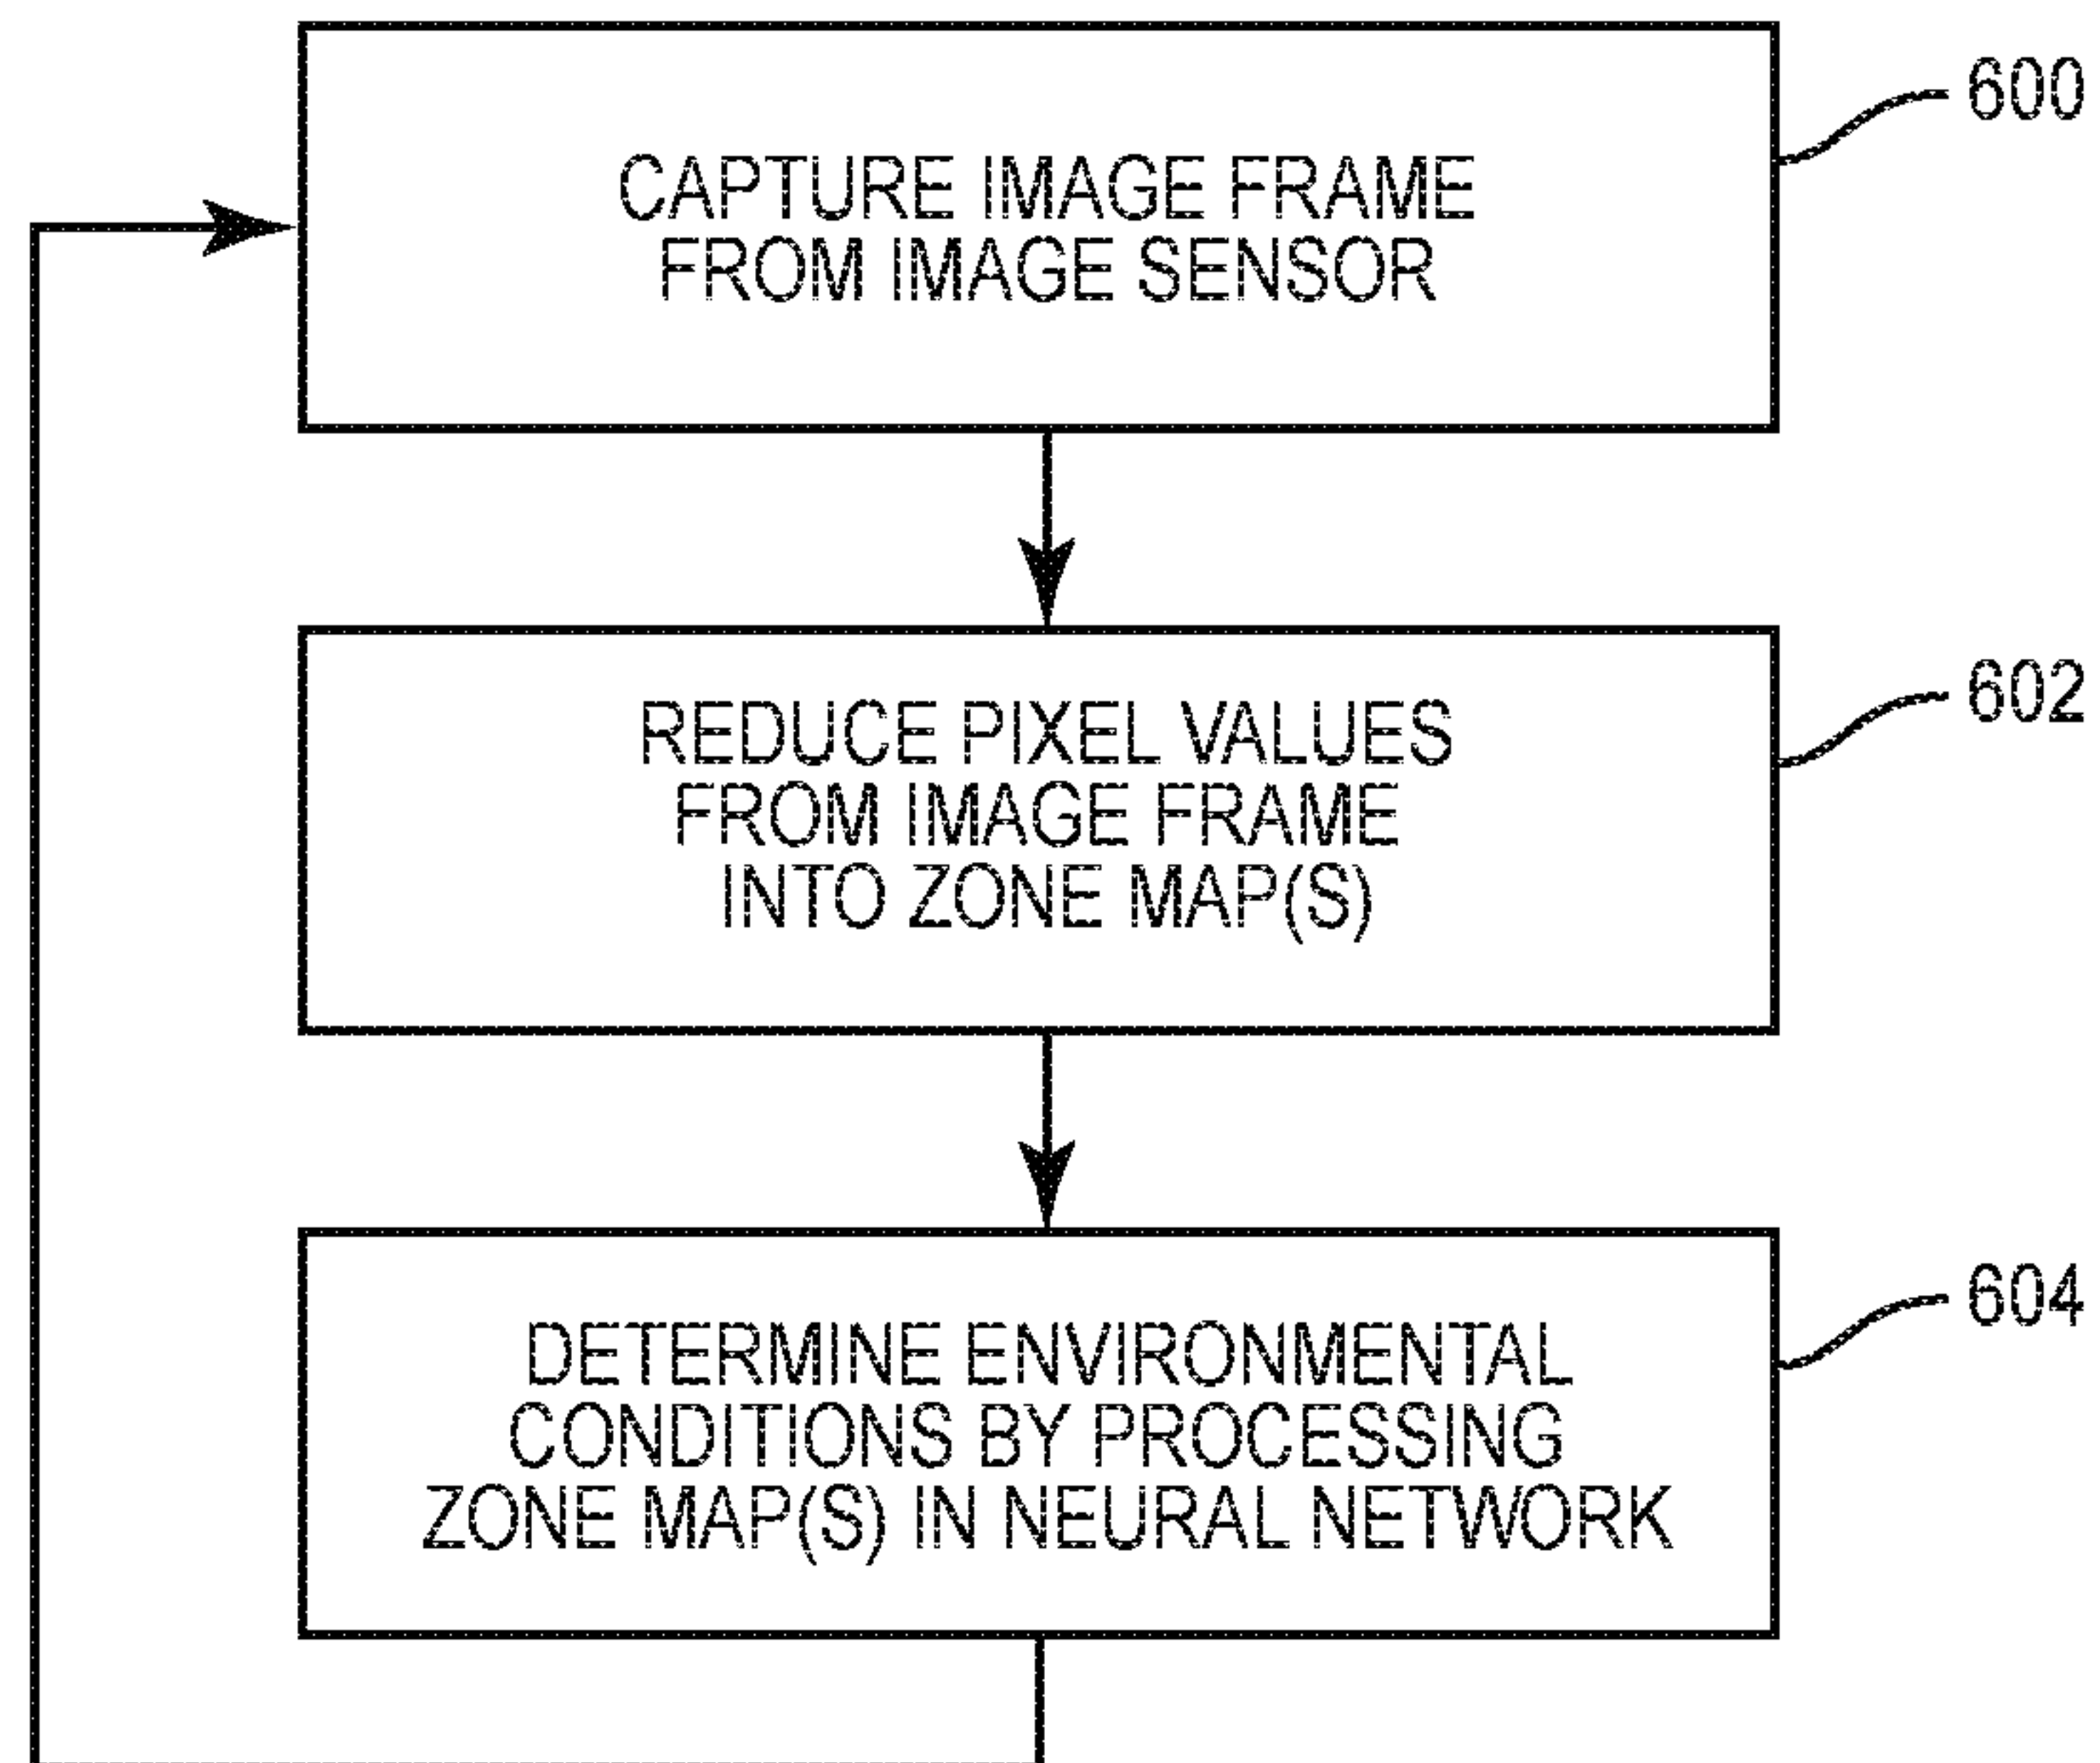 600
CAPTURE IMAGE FRAME
FROM IMAGE SENSOR
602
REDUCE PIXEL VALUES
FROM IMAGE FRAME
INTO ZONE MAP(S)
604
DETERMINE ENVIRONMENTAL
CONDITIONS BY PROCESSING
ZONE MAP(S) IN NEURAL NETWORK